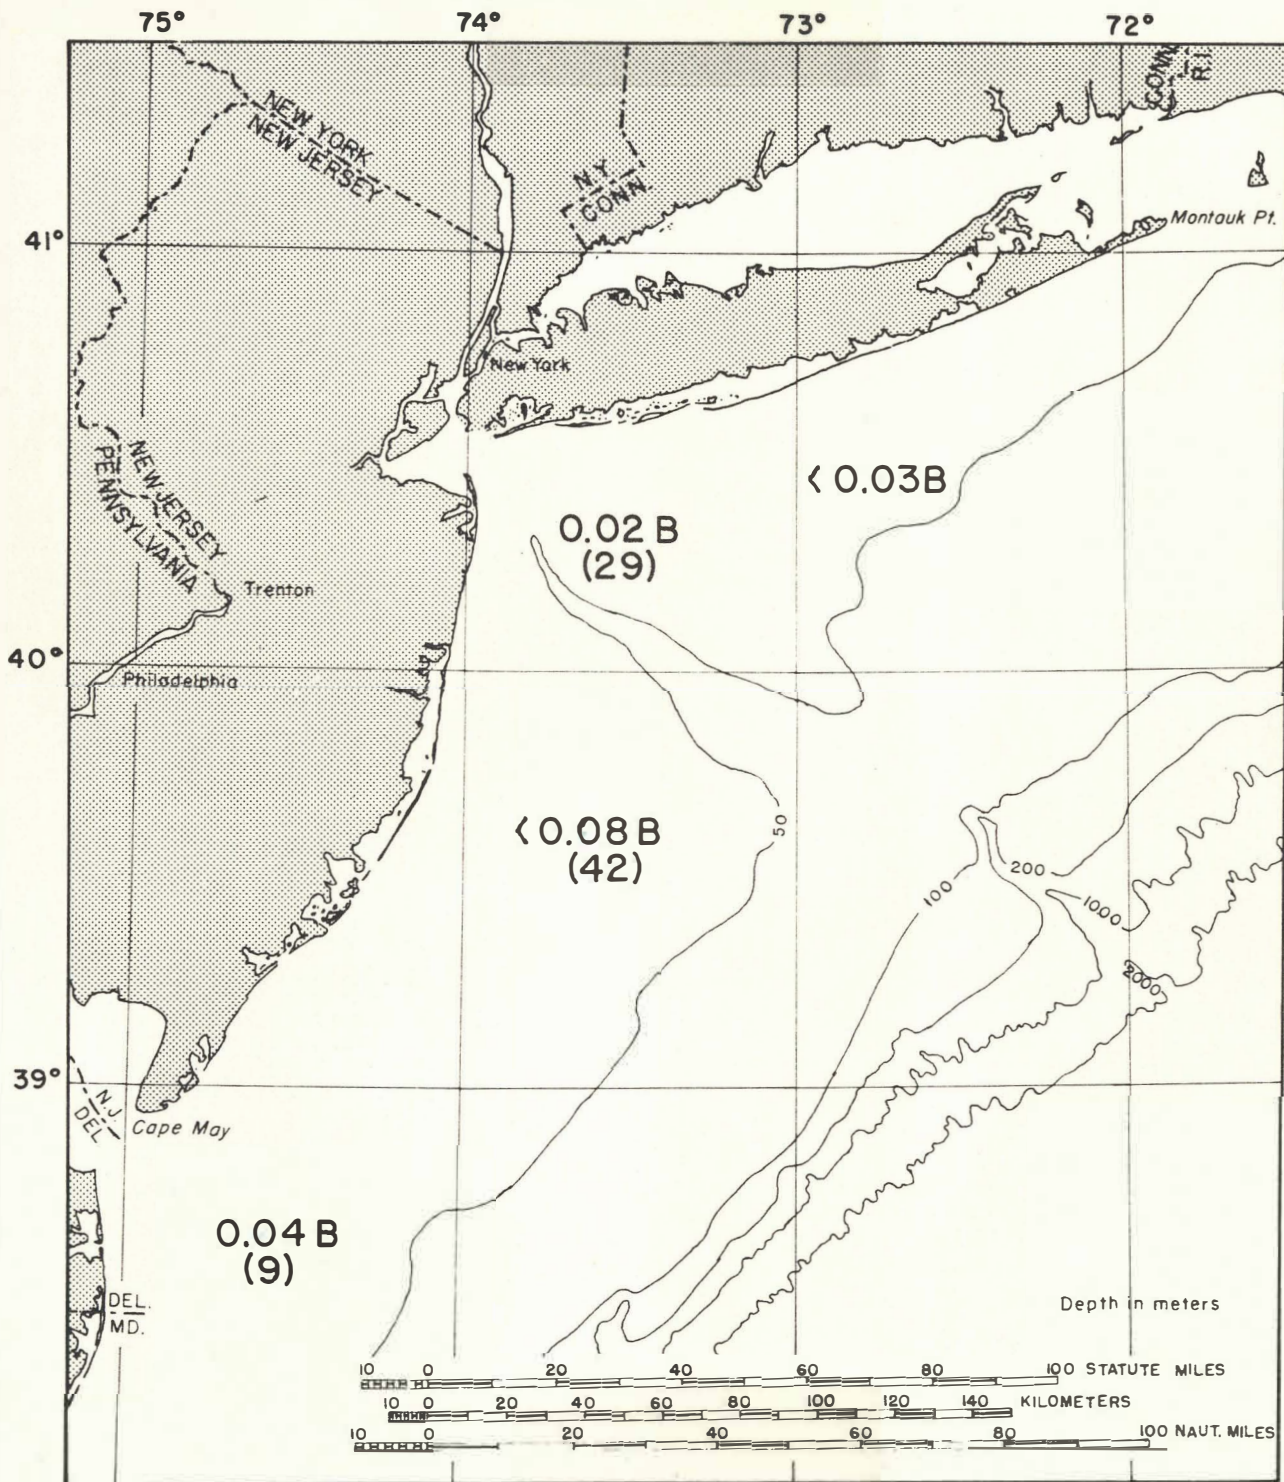 75° 74° 73° 72°
CONN.
R.I.
NEW YORK
NEW JERSEY
N.Y.
CONN.
Montauk Pt.
41°
New York
< 0.03B
NEW JERSEY
PENNSYLVANIA
0.02 B
(29)
Trenton
40°
Philadelphia
50
< 0.08B
(42)
100
200
1000
2000
39°
N.J.
DEL
Cape May
0.04 B
(9)
DEL.
MD.
Depth in meters
10 0 20 40 60 80 100 STATUTE MILES
10 0 20 40 60 80 100 120 140 KILOMETERS
10 0 20 40 60 80 100 NAUT. MILES